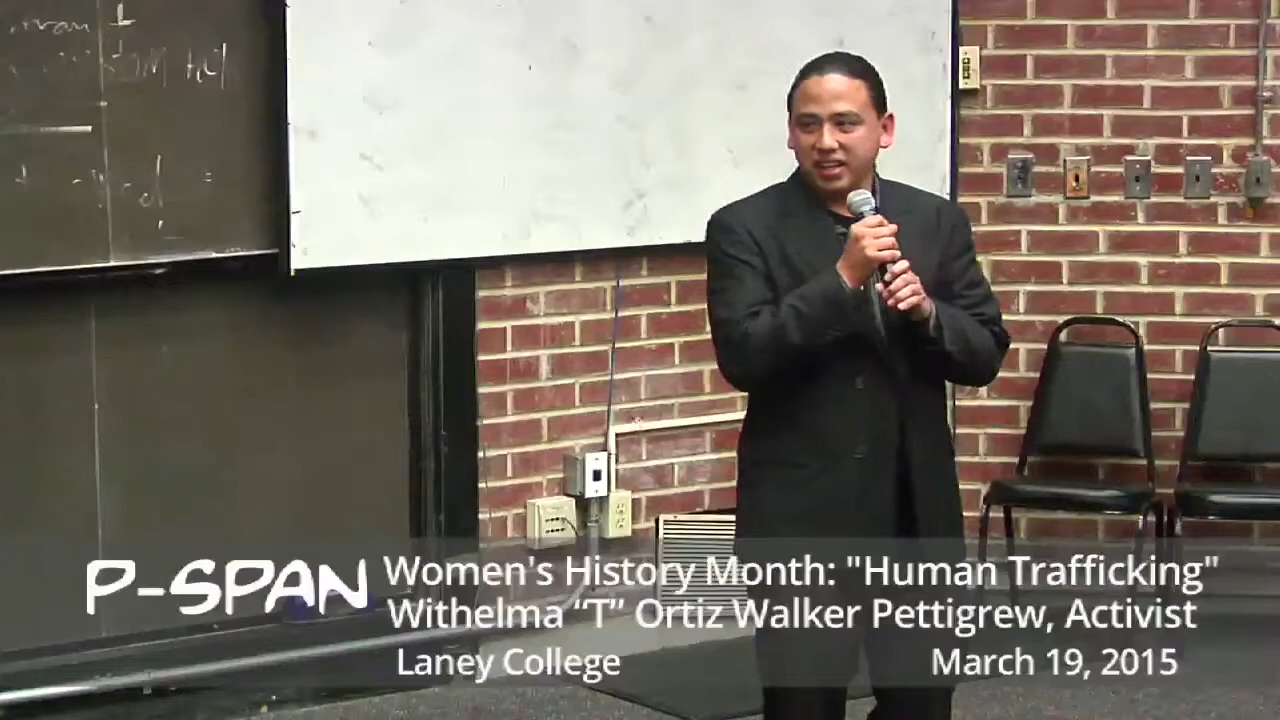 P-SPAN
Women's History Month: "Human Trafficking"
Withelma “T” Ortiz Walker Pettigrew, Activist
Laney College
March 19, 2015